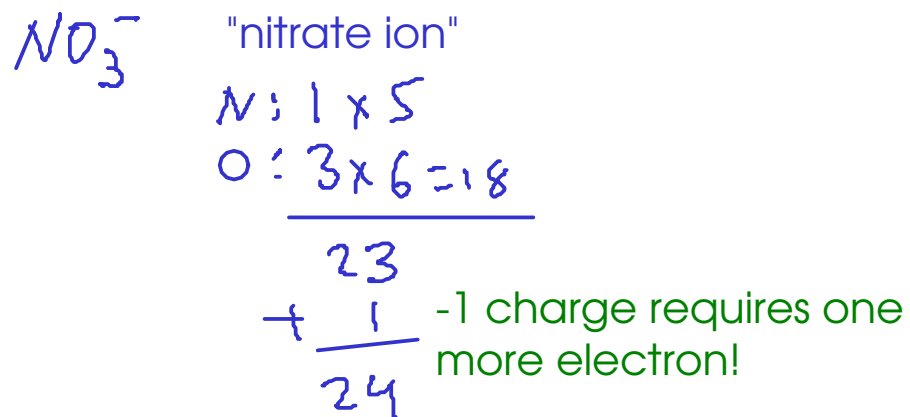 NO₃⁻ "nitrate ion"
N: 1 x 5
O: 3 x 6 = 18
23
+ 1 -1 charge requires one
more electron!
24